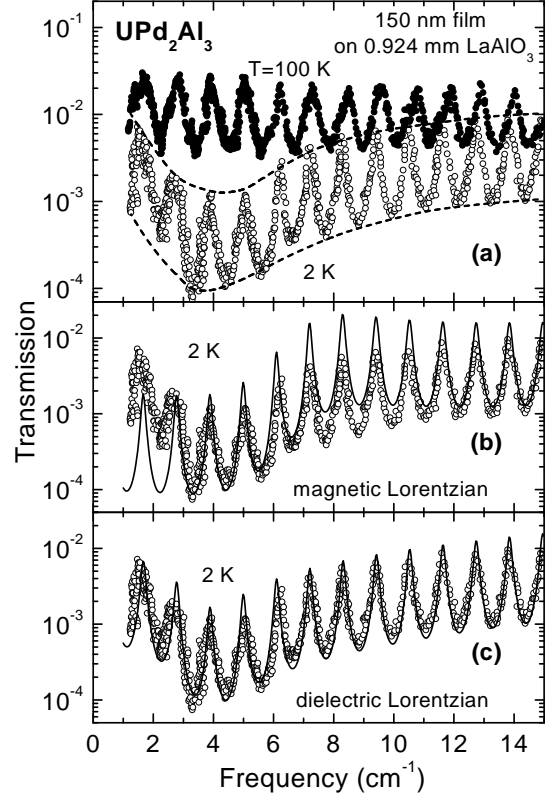 UPd₂Al₃
150 nm film
on 0.924 mm LaAlO₃
T=100 K
10⁻²
10⁻³
2 K
(a)
10⁻⁴
Transmission
10⁻²
2 K
10⁻³
(b)
10⁻⁴
magnetic Lorentzian
10⁻²
2 K
10⁻³
(c)
10⁻⁴
dielectric Lorentzian
0 2 4 6 8 10 12 14
Frequency (cm⁻¹)